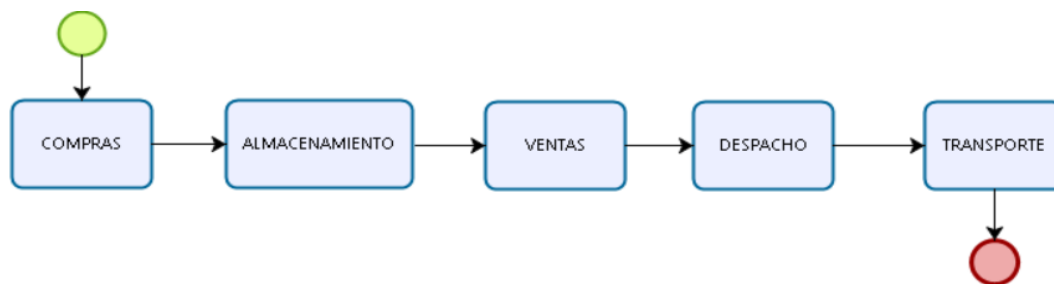 COMPRAS
ALMACENAMIENTO
VENTAS
DESPACHO
TRANSPORTE